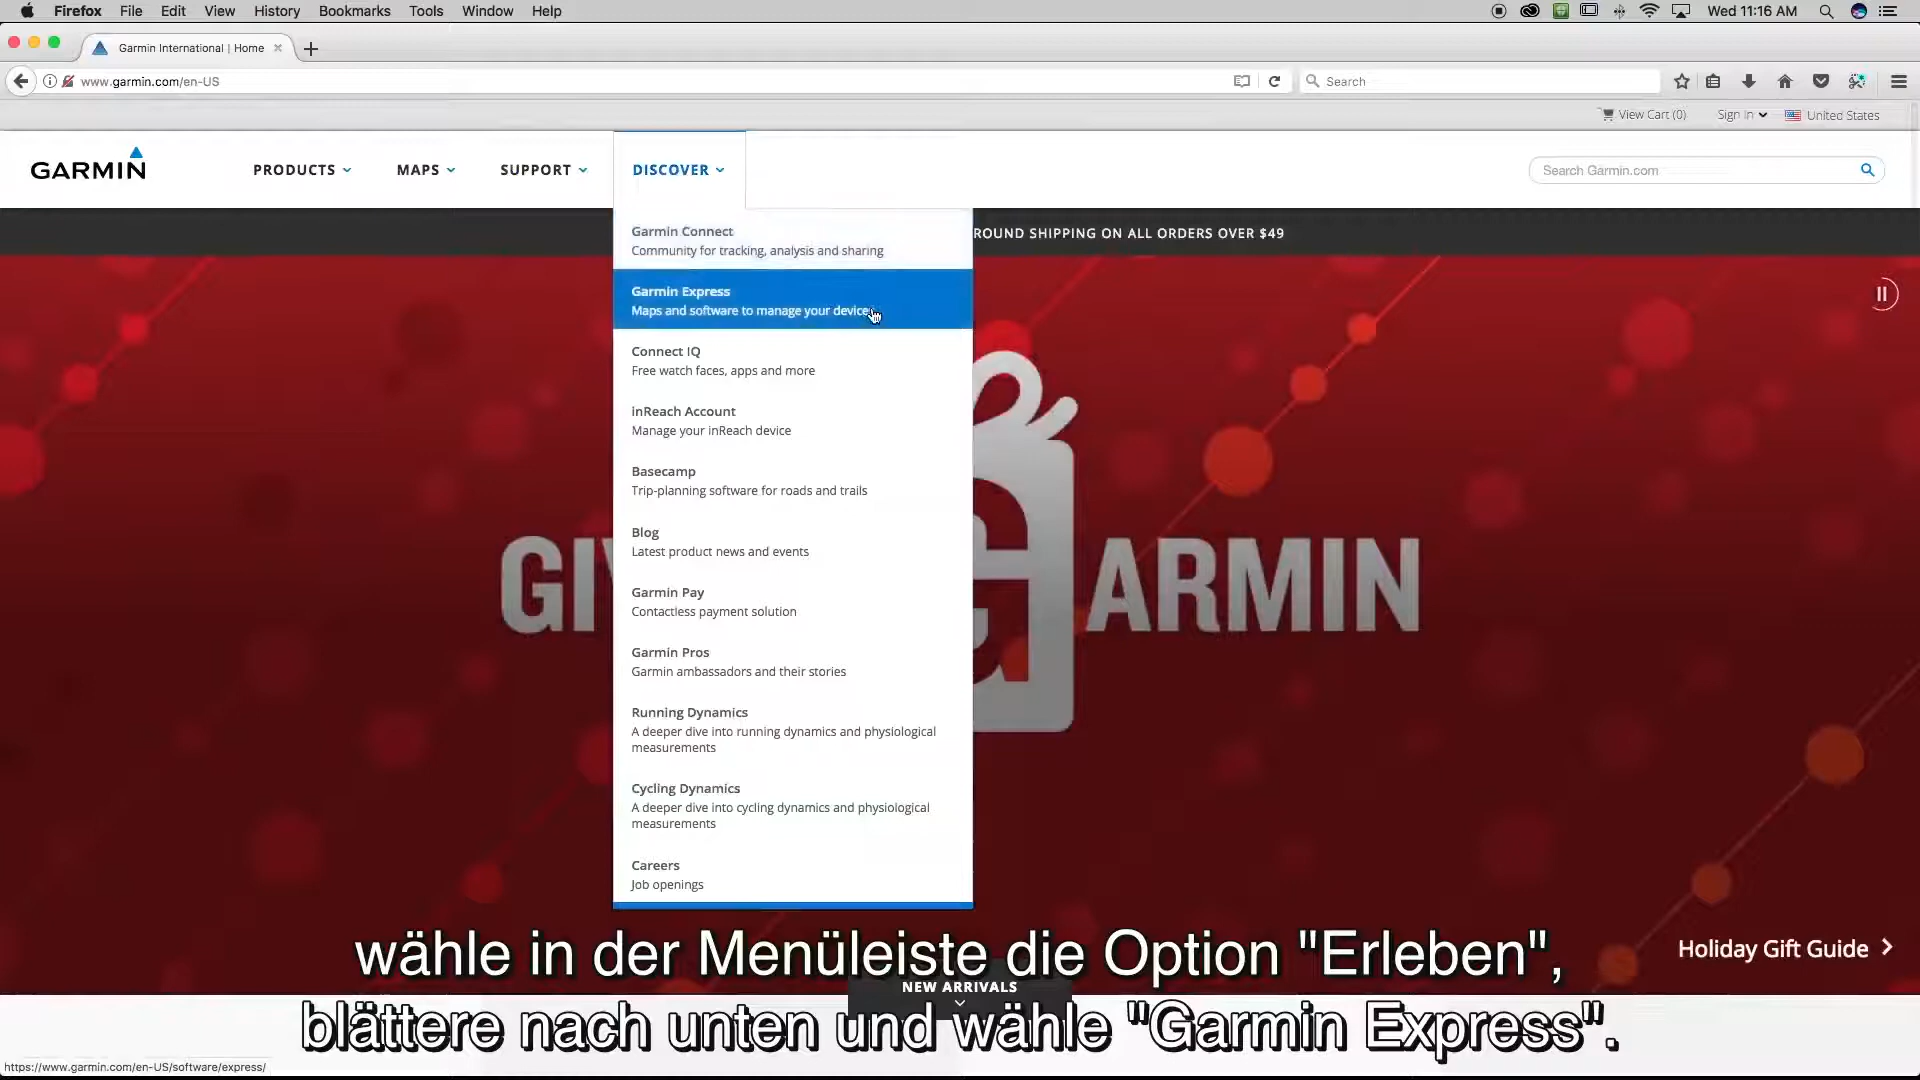 Firefox File Edit View History Bookmarks Tools Window Help Wed 11:16 AM
Garmin International | Home
www.garmin.com/en-US Search
View Cart (0) Sign In United States
GARMIN PRODUCTS MAPS SUPPORT DISCOVER Search Garmin.com
ROUND SHIPPING ON ALL ORDERS OVER $49
Garmin Connect
Community for tracking, analysis and sharing
Garmin Express
Maps and software to manage your device
Connect IQ
Free watch faces, apps and more
inReach Account
Manage your inReach device
Basecamp
Trip-planning software for roads and trails
Blog
Latest product news and events
Garmin Pay
Contactless payment solution
Garmin Pros
Garmin ambassadors and their stories
Running Dynamics
A deeper dive into running dynamics and physiological
measurements
Cycling Dynamics
A deeper dive into cycling dynamics and physiological
measurements
Careers
Job openings
GI G ARMIN
Holiday Gift Guide
wähle in der Menüleiste die Option "Erleben",
NEW ARRIVALS
blättere nach unten und wähle "Garmin Express".
https://www.garmin.com/en-US/software/express/